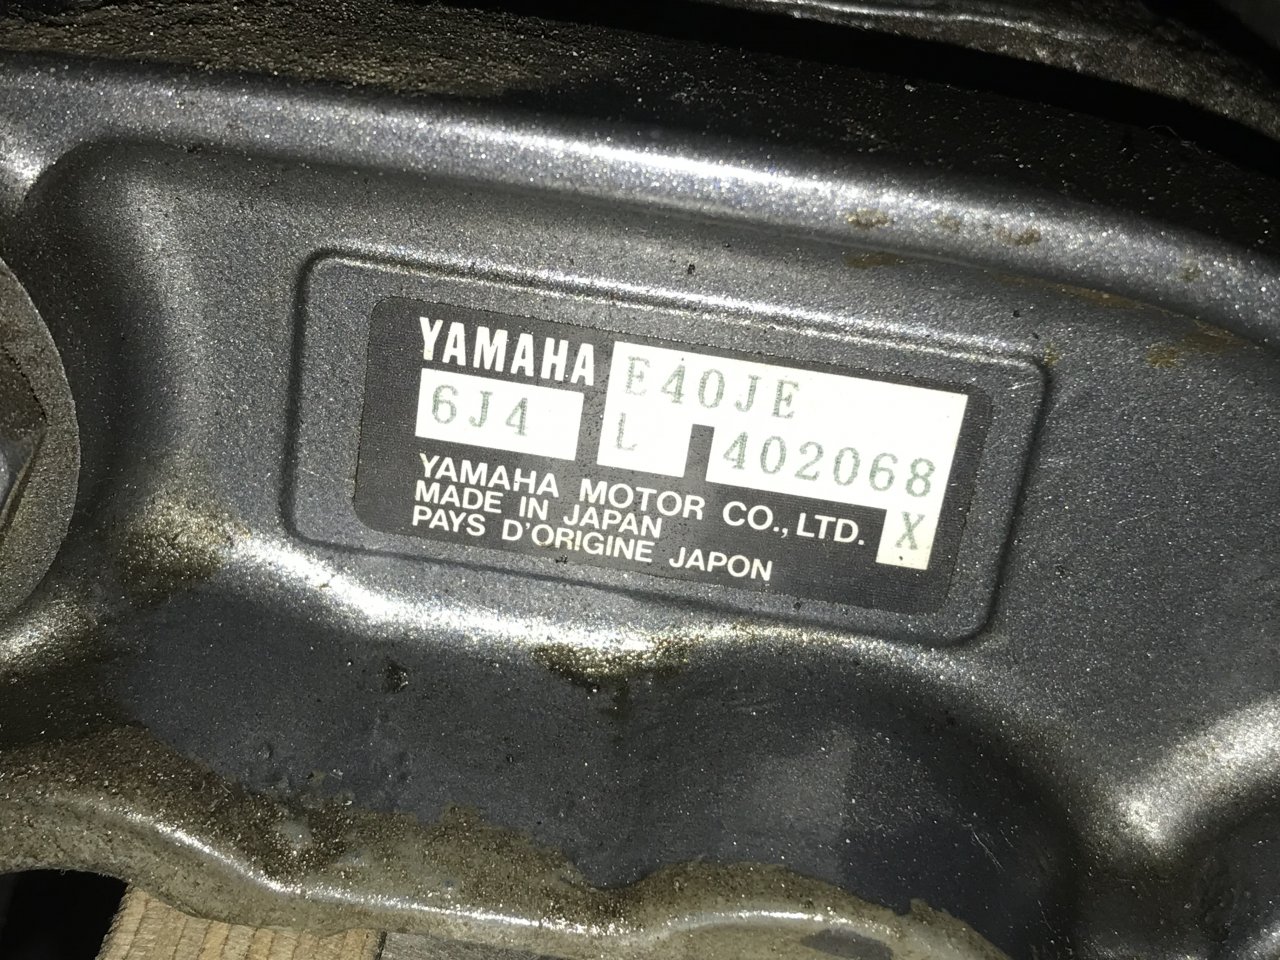 YAMAHA E40JE
6J4 L 402068
YAMAHA MOTOR CO., LTD. X
MADE IN JAPAN
PAYS D'ORIGINE JAPON